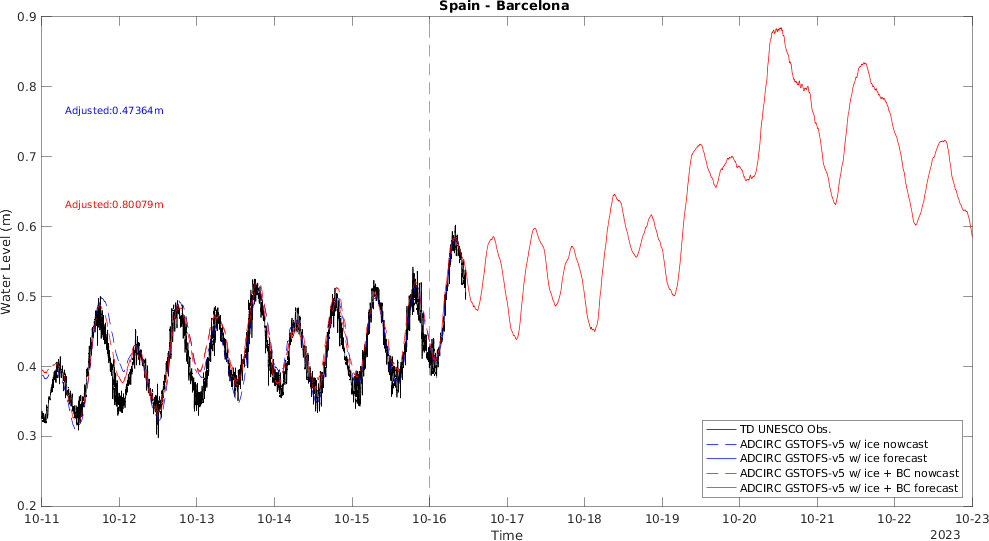 Spain - Barcelona
0.9
0.8
0.7
0.6
0.5
0.4
0.3
0.2
Water Level (m)
Adjusted:0.47364m
Adjusted:0.80079m
TD UNESCO Obs.
ADCIRC GSTOFS-v5 w/ ice nowcast
ADCIRC GSTOFS-v5 w/ ice forecast
ADCIRC GSTOFS-v5 w/ ice + BC nowcast
ADCIRC GSTOFS-v5 w/ ice + BC forecast
10-11 10-12 10-13 10-14 10-15 10-16 10-17 10-18 10-19 10-20 10-21 10-22 10-23
Time
2023